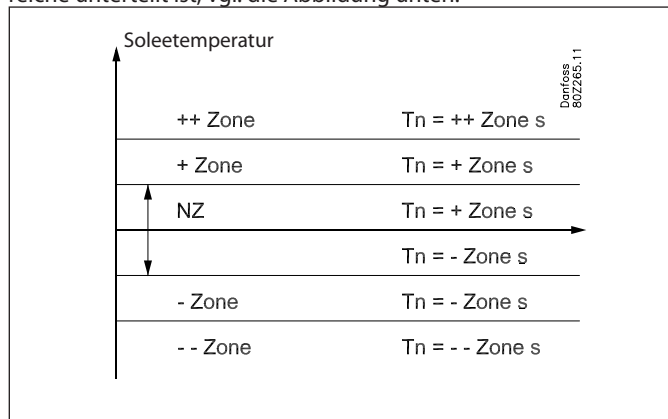 reiche unterteilt ist, vgl. die Abbildung unten.
Soleetemperatur
Danfoss
80Z265.11
++ Zone Tn = ++ Zone s
+ Zone Tn = + Zone s
NZ Tn = + Zone s
Tn = - Zone s
- Zone Tn = - Zone s
- - Zone Tn = - - Zone s